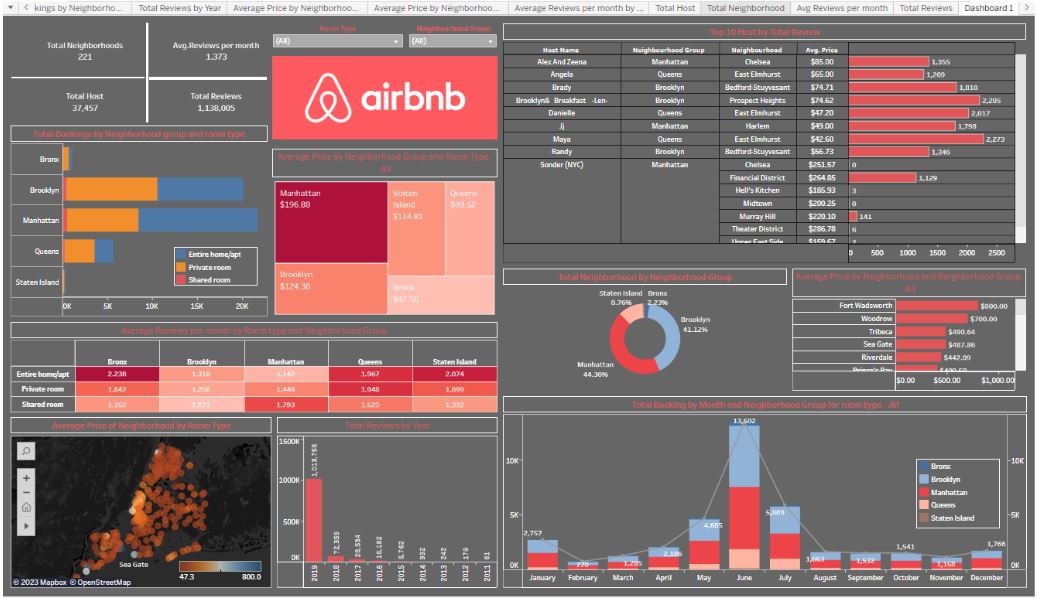 kings by Neighborho...
Total Reviews by Year
Average Price by Neighborhoo...
Average Price by Neighborhoo...
Average Reviews per month by ...
Total Host
Total Neighborhood
Avg Reviews per month
Total Reviews
Dashboard 1
Total Neighborhoods
221
Avg.Reviews per month
1.373
Total Host
37,457
Total Reviews
1,138,005
Room Type
(All)
Neighbourhood Group
(All)
airbnb
Total Bookings by Neighborhood group and room type
Bronx
Brooklyn
Manhattan
Queens
Staten Island
Entire home/apt
Private room
Shared room
0K 5K 10K 15K 20K
Average Price by Neighborhood Group and Room Type:
All
Manhattan
$196.88
Staten
Island
$114.81
Queens
$99.52
Brooklyn
$124.38
Bronx
$87.50
Top 10 Host by Total Review
Host Name Neighbourhood Group Neighbourhood Avg. Price
Alex And Zeena Manhattan Chelsea $85.00 1,355
Angela Queens East Elmhurst $65.00 1,269
Brady Brooklyn Bedford-Stuyvesant $74.71 1,818
Brooklyn& Breakfast -Len- Brooklyn Prospect Heights $74.62 2,205
Danielle Queens East Elmhurst $47.20 2,017
Jj Manhattan Harlem $49.00 1,798
Maya Queens East Elmhurst $42.60 2,273
Randy Brooklyn Bedford-Stuyvesant $56.73 1,346
Sonder (NYC) Manhattan Chelsea $251.57 0
Financial District $264.85 1,129
Hell's Kitchen $185.93 3
Midtown $200.25 0
Murray Hill $220.10 141
Theater District $286.78 6
Upper East Side $159.67 2
0 500 1000 1500 2000 2500
Average Reviews per month by Room type and Neighborhood Group
Bronx Brooklyn Manhattan Queens Staten Island
Entire home/apt 2.238 1.318 1.142 1.967 2.074
Private room 1.642 1.256 1.449 1.948 1.699
Shared room 1.352 1.071 1.793 1.523 1.332
Total Neighborhood by Neighborhood Group
Staten Island
0.76%
Bronx
2.23%
Brooklyn
41.12%
Manhattan
44.30%
Average Price by Neighborhond and Neighborhood Group:
All
Fort Wadsworth $800.00
Woodrow $700.00
Tribeca $490.64
Sea Gate $487.86
Riverdale $442.09
Prince's Bay $409.50
$0.00 $500.00 $1,000.00
Average Price of Neighborhood by Room Type
Sea Gate
47.3 800.0
© 2023 Mapbox © OpenStreetMap
Total Reviews by Year
1500K
1000K
500K
0K
1,013,755
72,359
28,534
16,182
5,762
932
242
178
61
2019 2018 2017 2016 2015 2014 2013 2012 2011
Total Booking by Month and Neighborhood Group for room type - All
10K
5K
0K
2,757
770
1,285
2,106
4,685
13,502
5,909
1,663
1,532
1,541
1,158
1,766
Bronx
Brooklyn
Manhattan
Queens
Staten Island
10K
5K
0K
January February March April May June July August September October November December